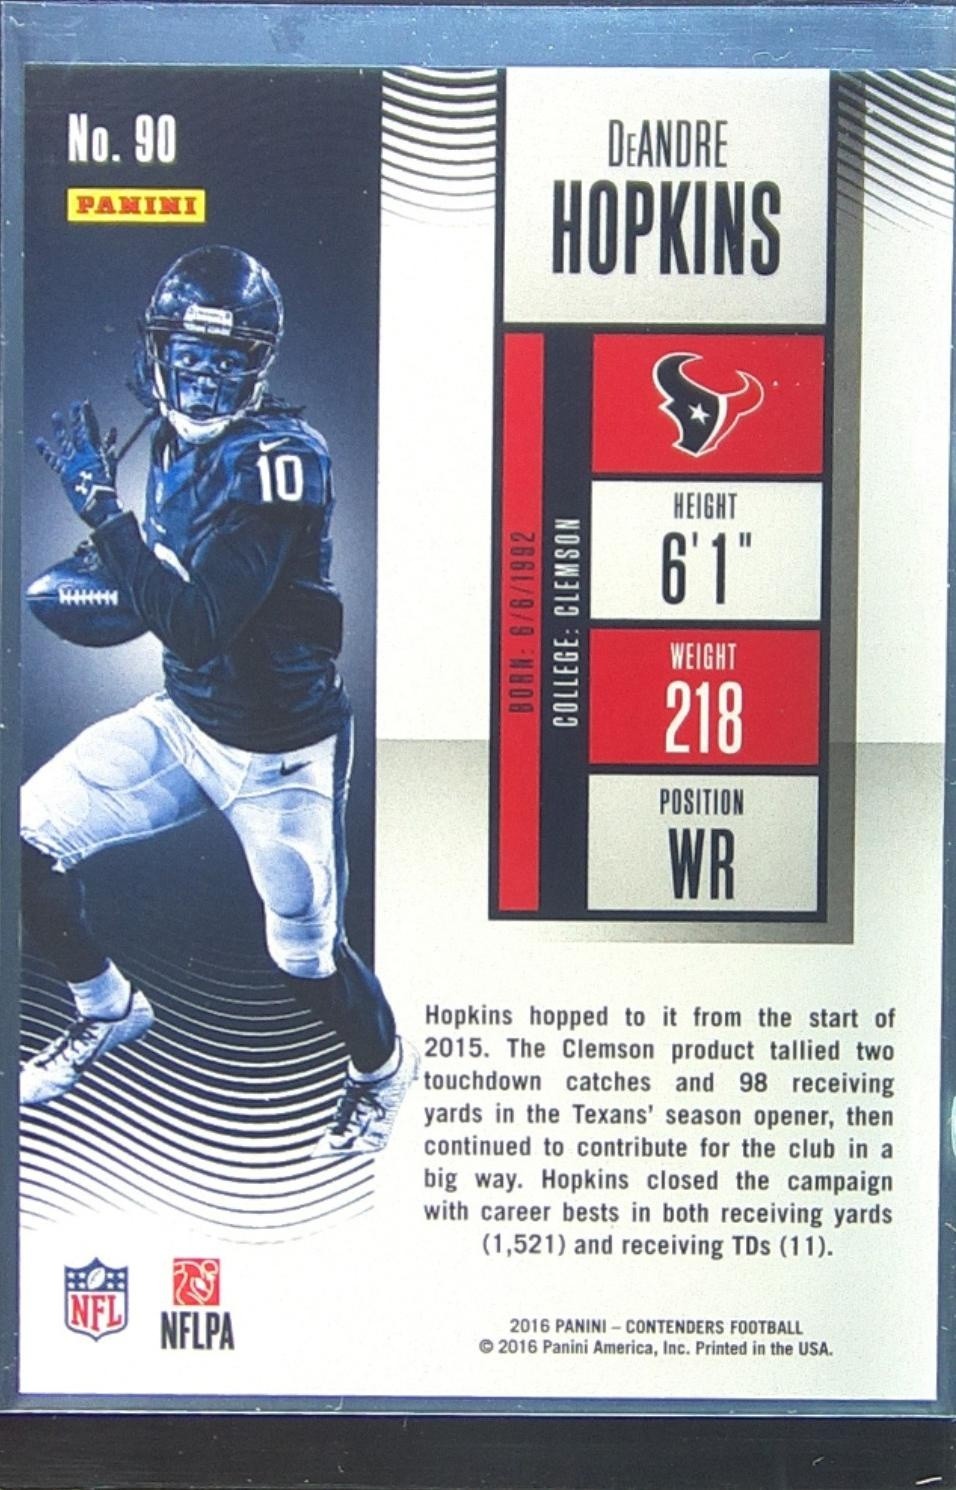 No. 90
PANINI
DeANDRE
HOPKINS
10
BORN: 6/6/1992
COLLEGE: CLEMSON
HEIGHT
6'1"
WEIGHT
218
POSITION
WR
Hopkins hopped to it from the start of
2015. The Clemson product tallied two
touchdown catches and 98 receiving
yards in the Texans' season opener, then
continued to contribute for the club in a
big way. Hopkins closed the campaign
with career bests in both receiving yards
(1,521) and receiving TDs (11).
NFL
NFLPA
2016 PANINI – CONTENDERS FOOTBALL
© 2016 Panini America, Inc. Printed in the USA.